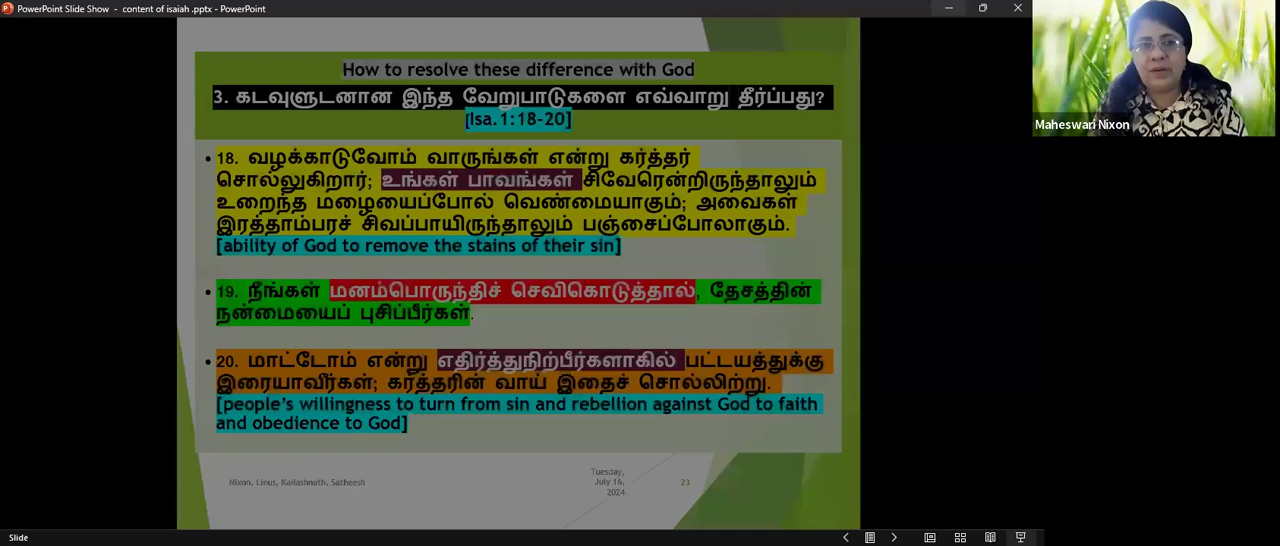 PowerPoint Slide Show - content of isaiah .pptx - PowerPoint
How to resolve these difference with God
3. கடவுளுடனான இந்த வேறுபாடுகளை எவ்வாறு தீர்ப்பது?
[Isa.1:18-20]
• 18. வழக்காடுவோம் வாருங்கள் என்று கர்த்தர்
சொல்லுகிறார்; உங்கள் பாவங்கள் சிவேரென்றிருந்தாலும்
உறைந்த மழையைப்போல் வெண்மையாகும்; அவைகள்
இரத்தாம்பரச் சிவப்பாயிருந்தாலும் பஞ்சைப்போலாகும்.
[ability of God to remove the stains of their sin]
• 19. நீங்கள் மனம்பொருந்திச் செவிகொடுத்தால், தேசத்தின்
நன்மையைப் புசிப்பீர்கள்.
• 20. மாட்டோம் என்று எதிர்த்துநிற்பீர்களாகில் பட்டயத்துக்கு
இரையாவீர்கள்; கர்த்தரின் வாய் இதைச் சொல்லிற்று.
[people's willingness to turn from sin and rebellion against God to faith
and obedience to God]
Nixon. Linus, Kailashnath. Satheesh
Tuesday,
July 16,
2024
23
Slide
Maheswari Nixon